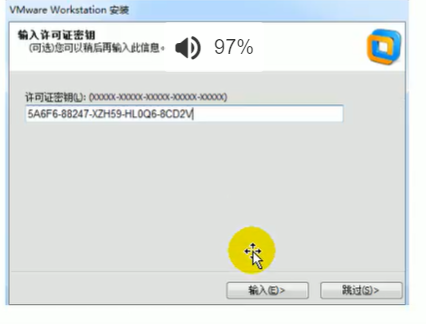 VMware Workstation 安装
输入许可证密钥
(可选)您可以稍后再输入此信息。
97%
许可证密钥(L): (XXXXX-XXXXX-XXXXX-XXXXX-XXXXX)
5A6F6-88247-XZH59-HL0Q6-8CD2V
输入(E)>
跳过(S)>